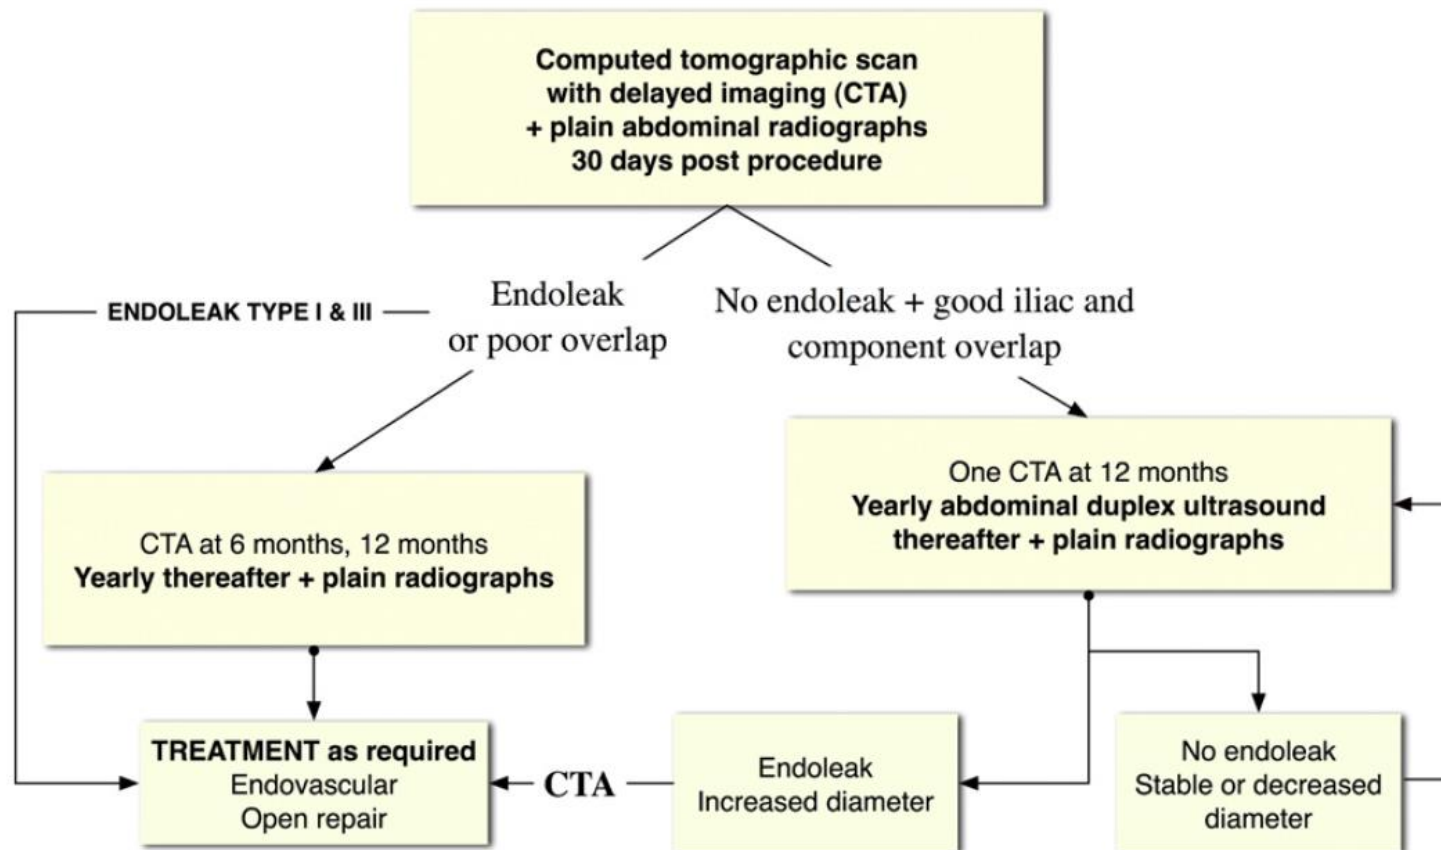 Computed tomographic scan
with delayed imaging (CTA)
+ plain abdominal radiographs
30 days post procedure
ENDOLEAK TYPE I & III
Endoleak
or poor overlap
No endoleak + good iliac and
component overlap
CTA at 6 months, 12 months
Yearly thereafter + plain radiographs
One CTA at 12 months
Yearly abdominal duplex ultrasound
thereafter + plain radiographs
TREATMENT as required
Endovascular
Open repair
CTA
Endoleak
Increased diameter
No endoleak
Stable or decreased
diameter